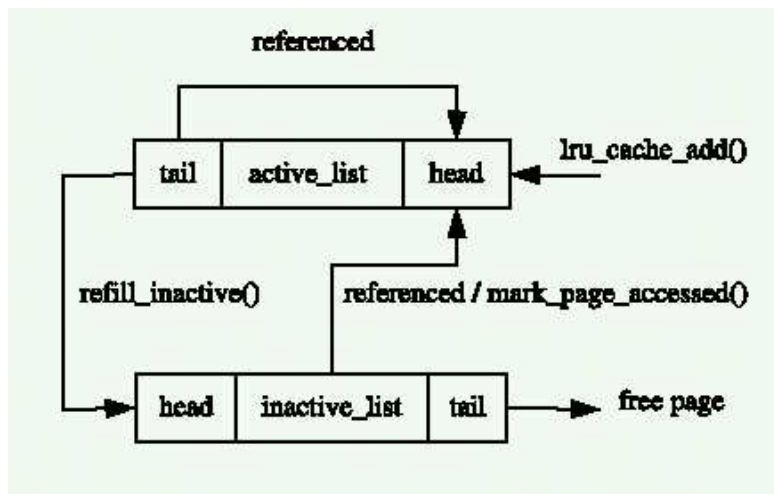 referenced
lru_cache_add()
tail active_list head
refill_inactive()
referenced / mark_page_accessed()
head inactive_list tail
free page